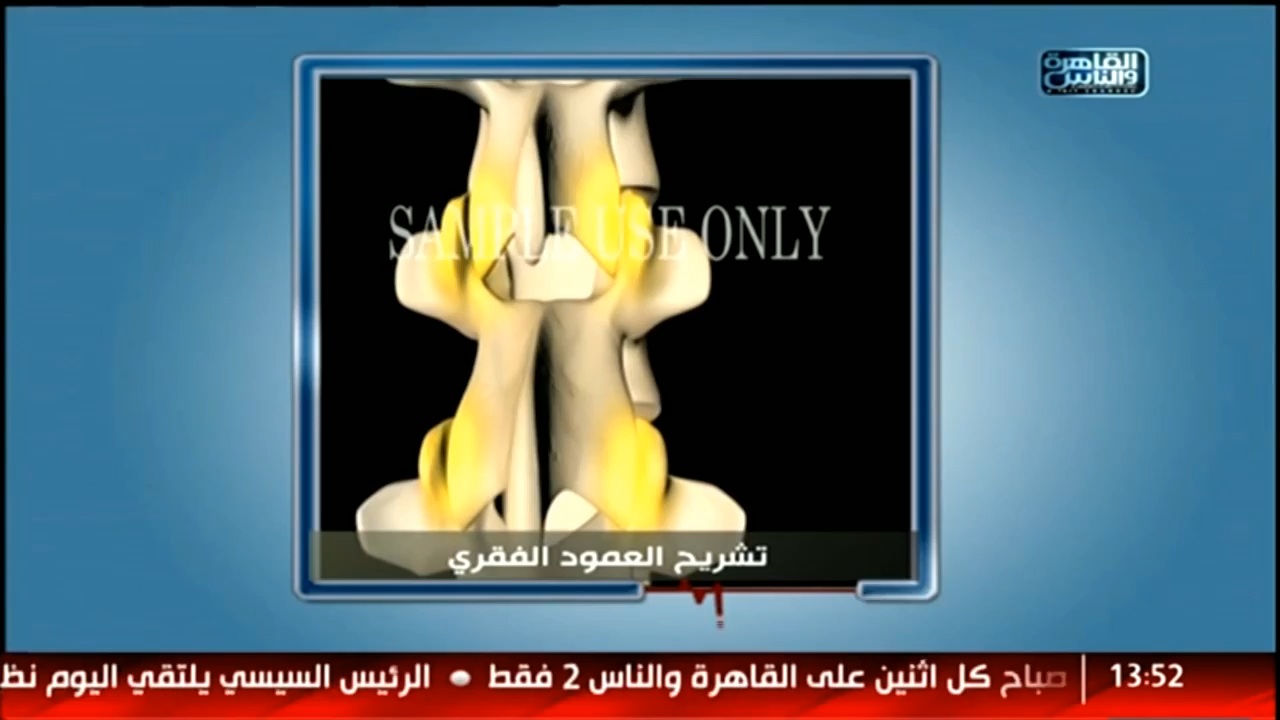 القاهرة
والناس
SAMPLE USE ONLY
تشريح العمود الفقري
13:52
صباح كل اثنين على القاهرة والناس 2 فقط • الرئيس السيسي يلتقي اليوم